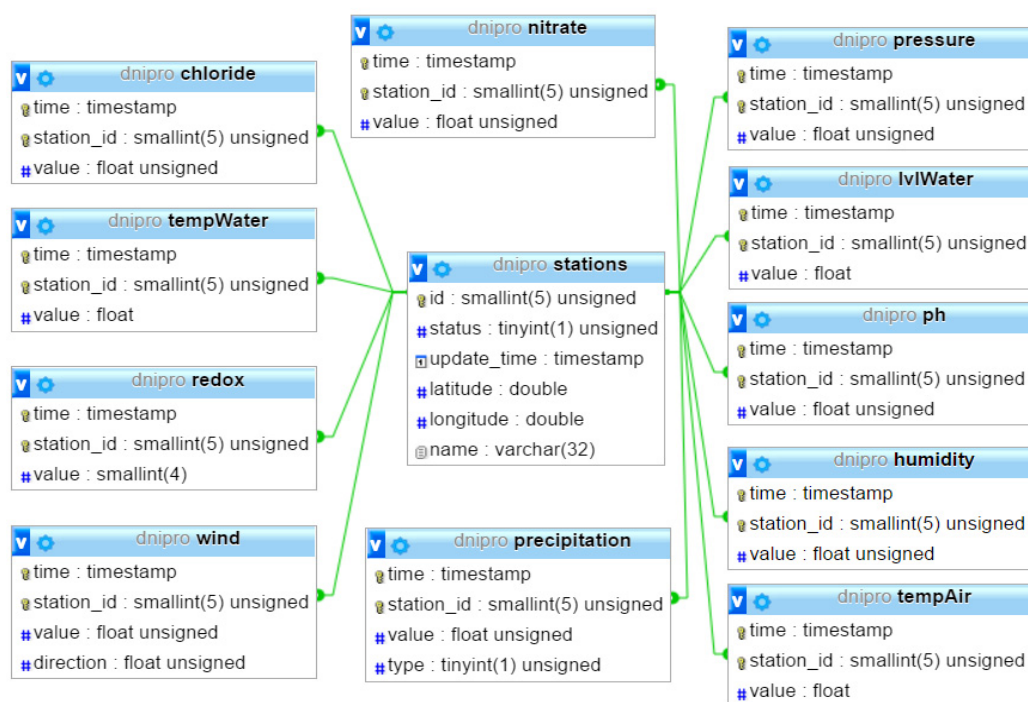 dnipro nitrate
time : timestamp
station_id : smallint(5) unsigned
value : float unsigned
dnipro chloride
time : timestamp
station_id : smallint(5) unsigned
value : float unsigned
dnipro tempWater
time : timestamp
station_id : smallint(5) unsigned
value : float
dnipro redox
time : timestamp
station_id : smallint(5) unsigned
value : smallint(4)
dnipro wind
time : timestamp
station_id : smallint(5) unsigned
value : float unsigned
direction : float unsigned
dnipro stations
id : smallint(5) unsigned
status : tinyint(1) unsigned
update_time : timestamp
latitude : double
longitude : double
name : varchar(32)
dnipro precipitation
time : timestamp
station_id : smallint(5) unsigned
value : float unsigned
type : tinyint(1) unsigned
dnipro pressure
time : timestamp
station_id : smallint(5) unsigned
value : float unsigned
dnipro lvlWater
time : timestamp
station_id : smallint(5) unsigned
value : float
dnipro ph
time : timestamp
station_id : smallint(5) unsigned
value : float unsigned
dnipro humidity
time : timestamp
station_id : smallint(5) unsigned
value : float unsigned
dnipro tempAir
time : timestamp
station_id : smallint(5) unsigned
value : float